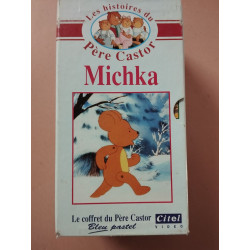 Les histoires du
Père Castor
Michka
Le coffret du Père Castor
Bleu pastel
Citel
VIDEO